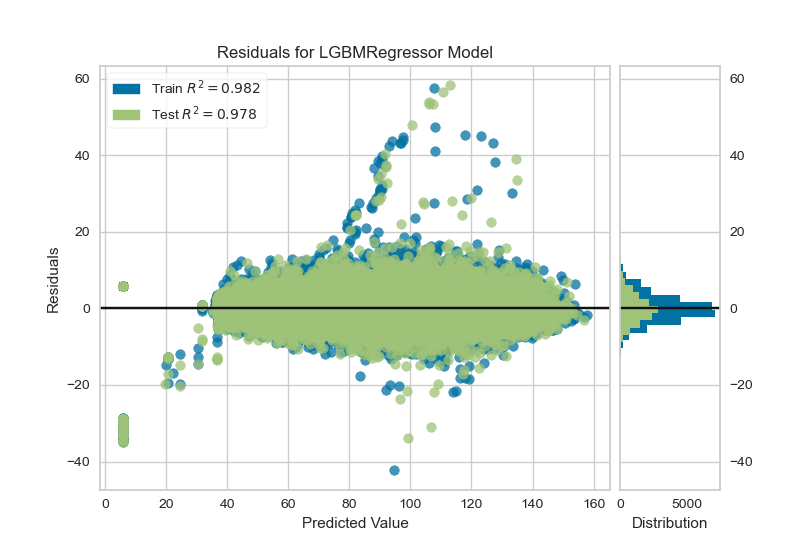 Residuals for LGBMRegressor Model
Train R² = 0.982
Test R² = 0.978
Residuals
60
40
20
0
−20
−40
0 20 40 60 80 100 120 140 160
Predicted Value
60
40
20
0
−20
−40
0 5000
Distribution